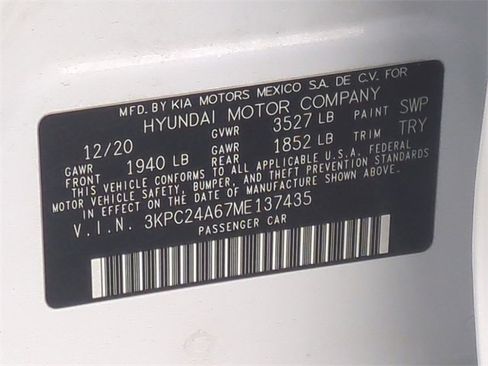 MFD. BY KIA MOTORS MEXICO S.A. DE C.V. FOR
HYUNDAI MOTOR COMPANY
12/20 GVWR 3527 LB PAINT SWP
GAWR FRONT 1940 LB GAWR REAR 1852 LB TRIM TRY
THIS VEHICLE CONFORMS TO ALL APPLICABLE U.S.A. FEDERAL
MOTOR VEHICLE SAFETY, BUMPER, AND THEFT PREVENTION STANDARDS
IN EFFECT ON THE DATE OF MANUFACTURE SHOWN ABOVE.
V.I.N. 3KPC24A67ME137435
PASSENGER CAR